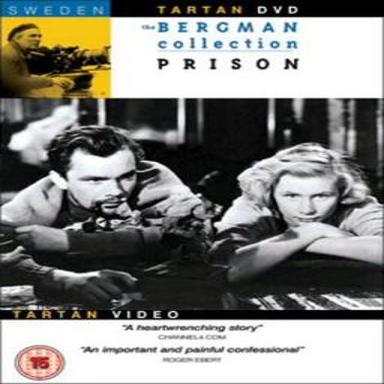 SWEDEN
TARTAN DVD
the BERGMAN
collection
PRISON
TARTAN VIDEO
"A heartwrenching story"
CHANNEL4.COM
"An important and painful confessional"
ROGER EBERT
15